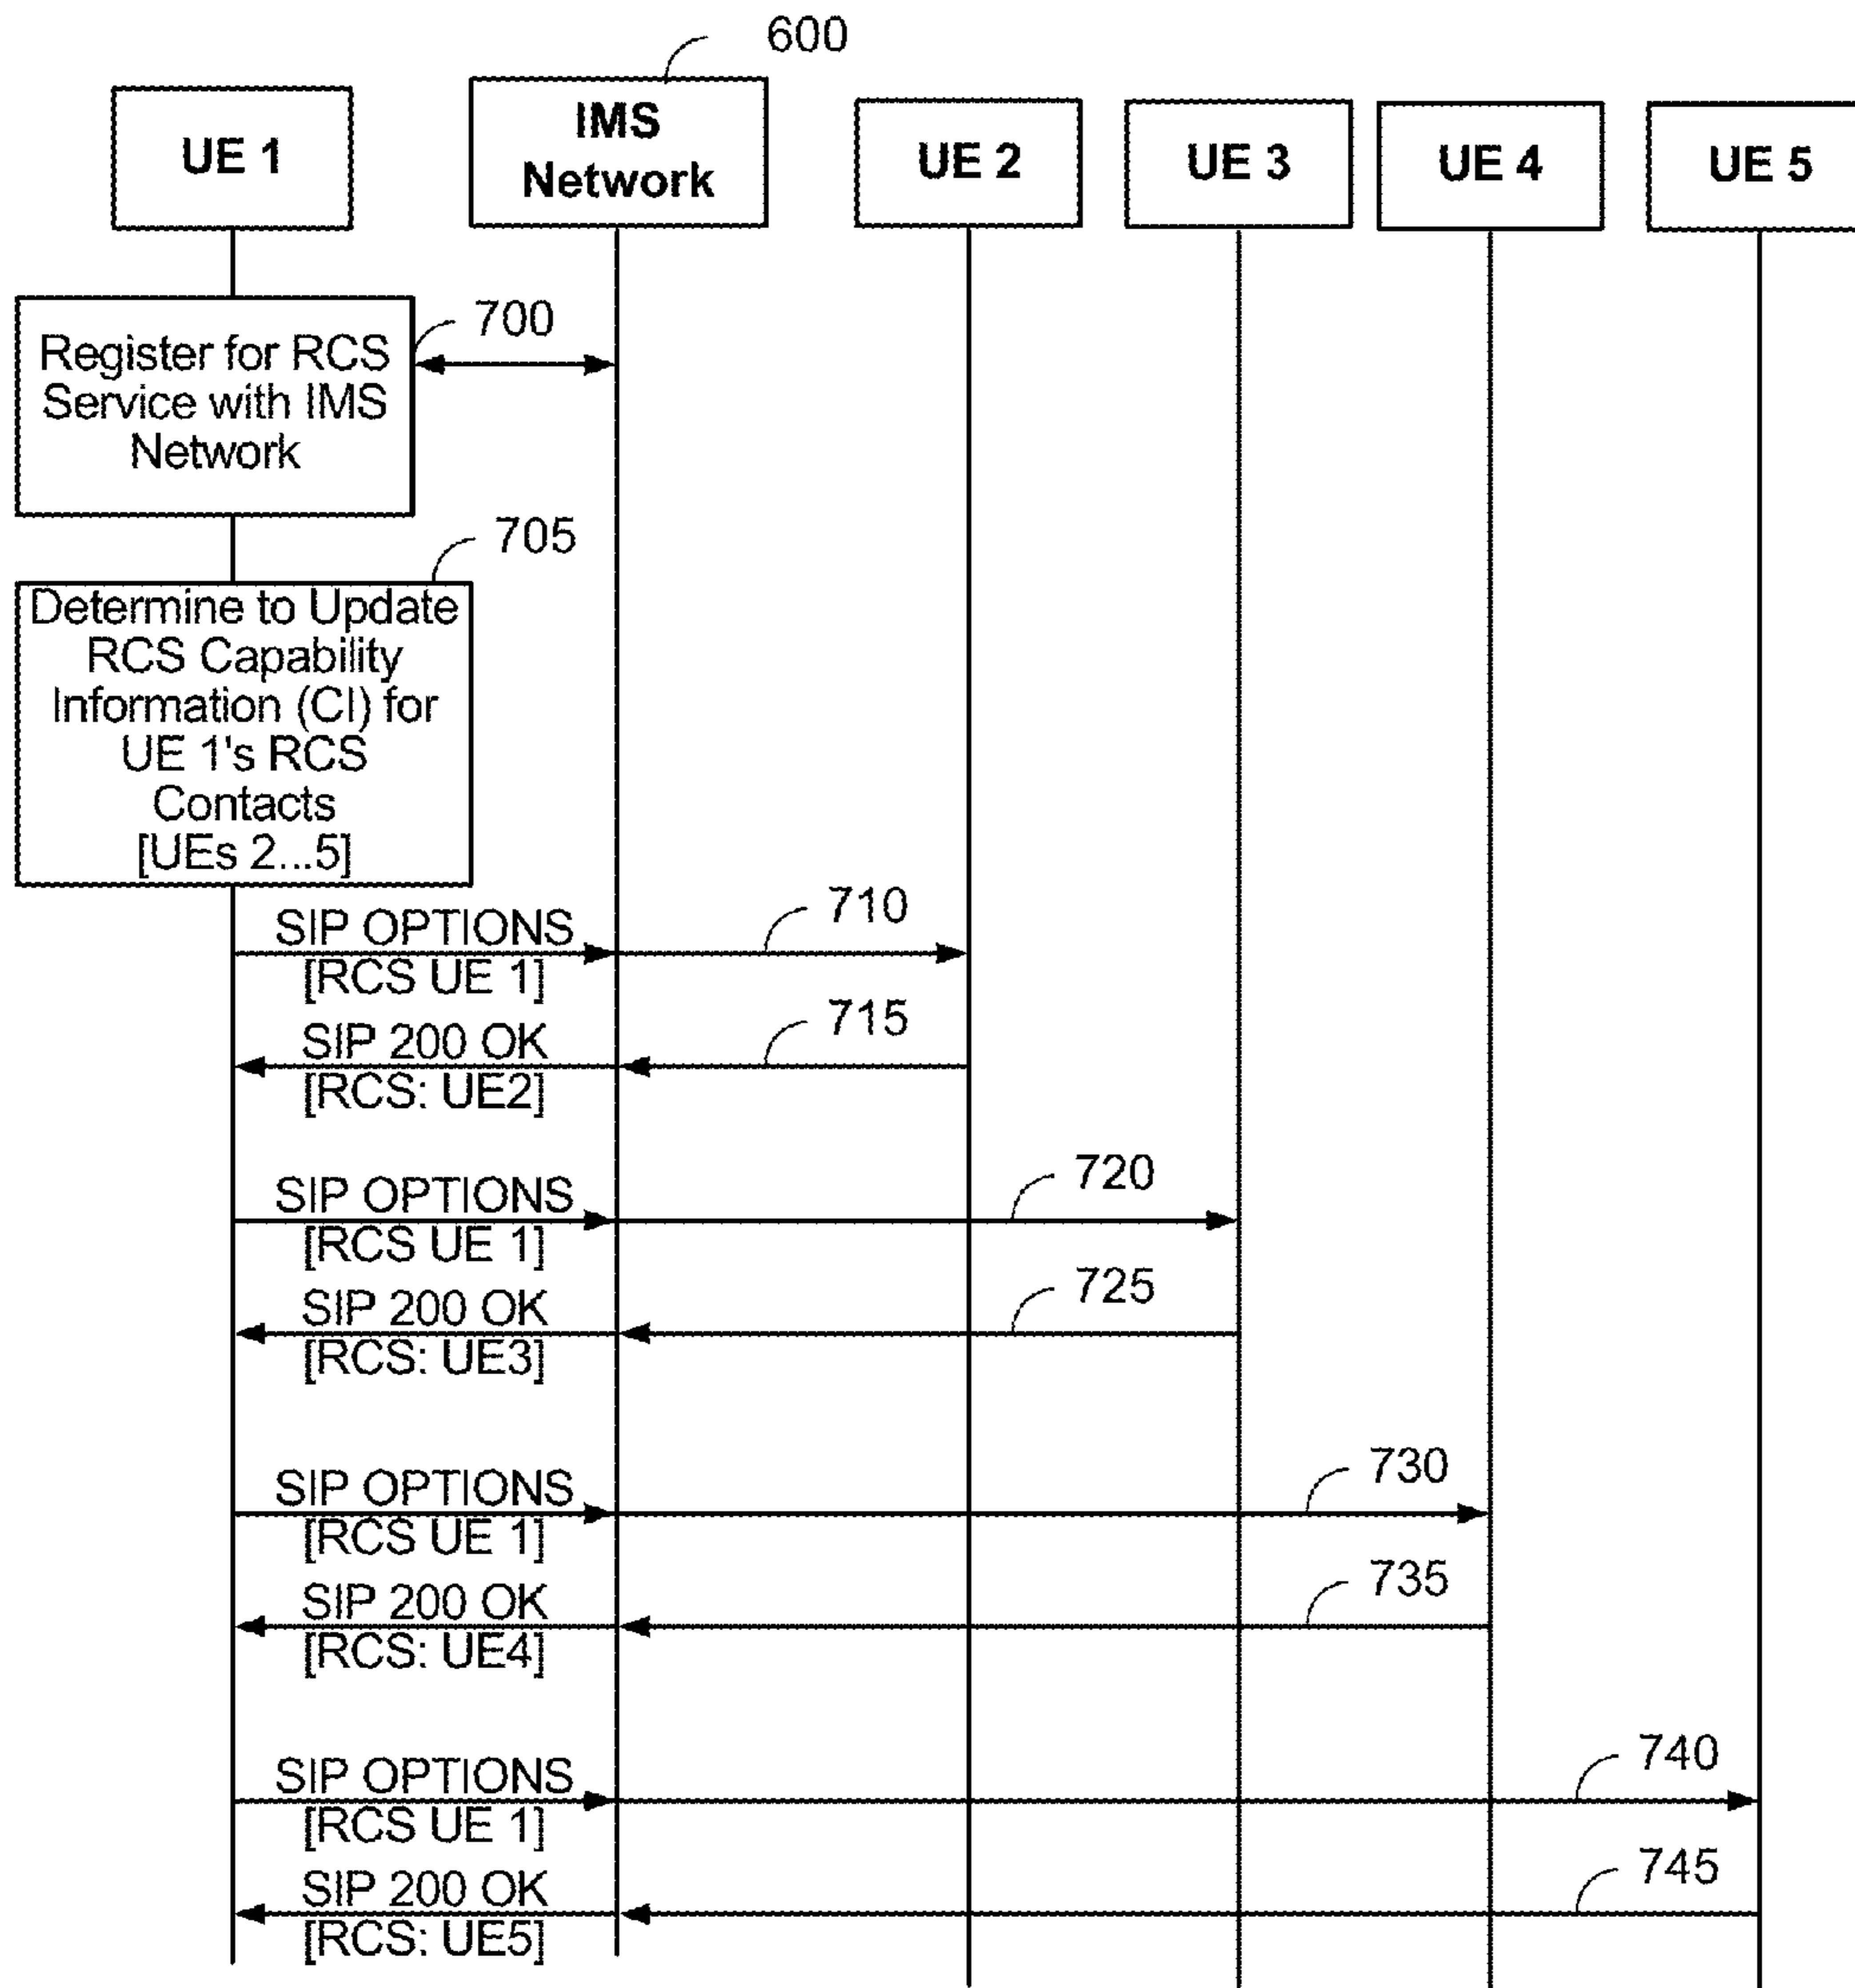 600
UE 1
IMS
Network
UE 2
UE 3
UE 4
UE 5
700
Register for RCS
Service with IMS
Network
705
Determine to Update
RCS Capability
Information (CI) for
UE 1's RCS
Contacts
[UEs 2...5]
710
SIP OPTIONS
[RCS UE 1]
715
SIP 200 OK
[RCS: UE2]
720
SIP OPTIONS
[RCS UE 1]
725
SIP 200 OK
[RCS: UE3]
730
SIP OPTIONS
[RCS UE 1]
735
SIP 200 OK
[RCS: UE4]
740
SIP OPTIONS
[RCS UE 1]
745
SIP 200 OK
[RCS: UE5]